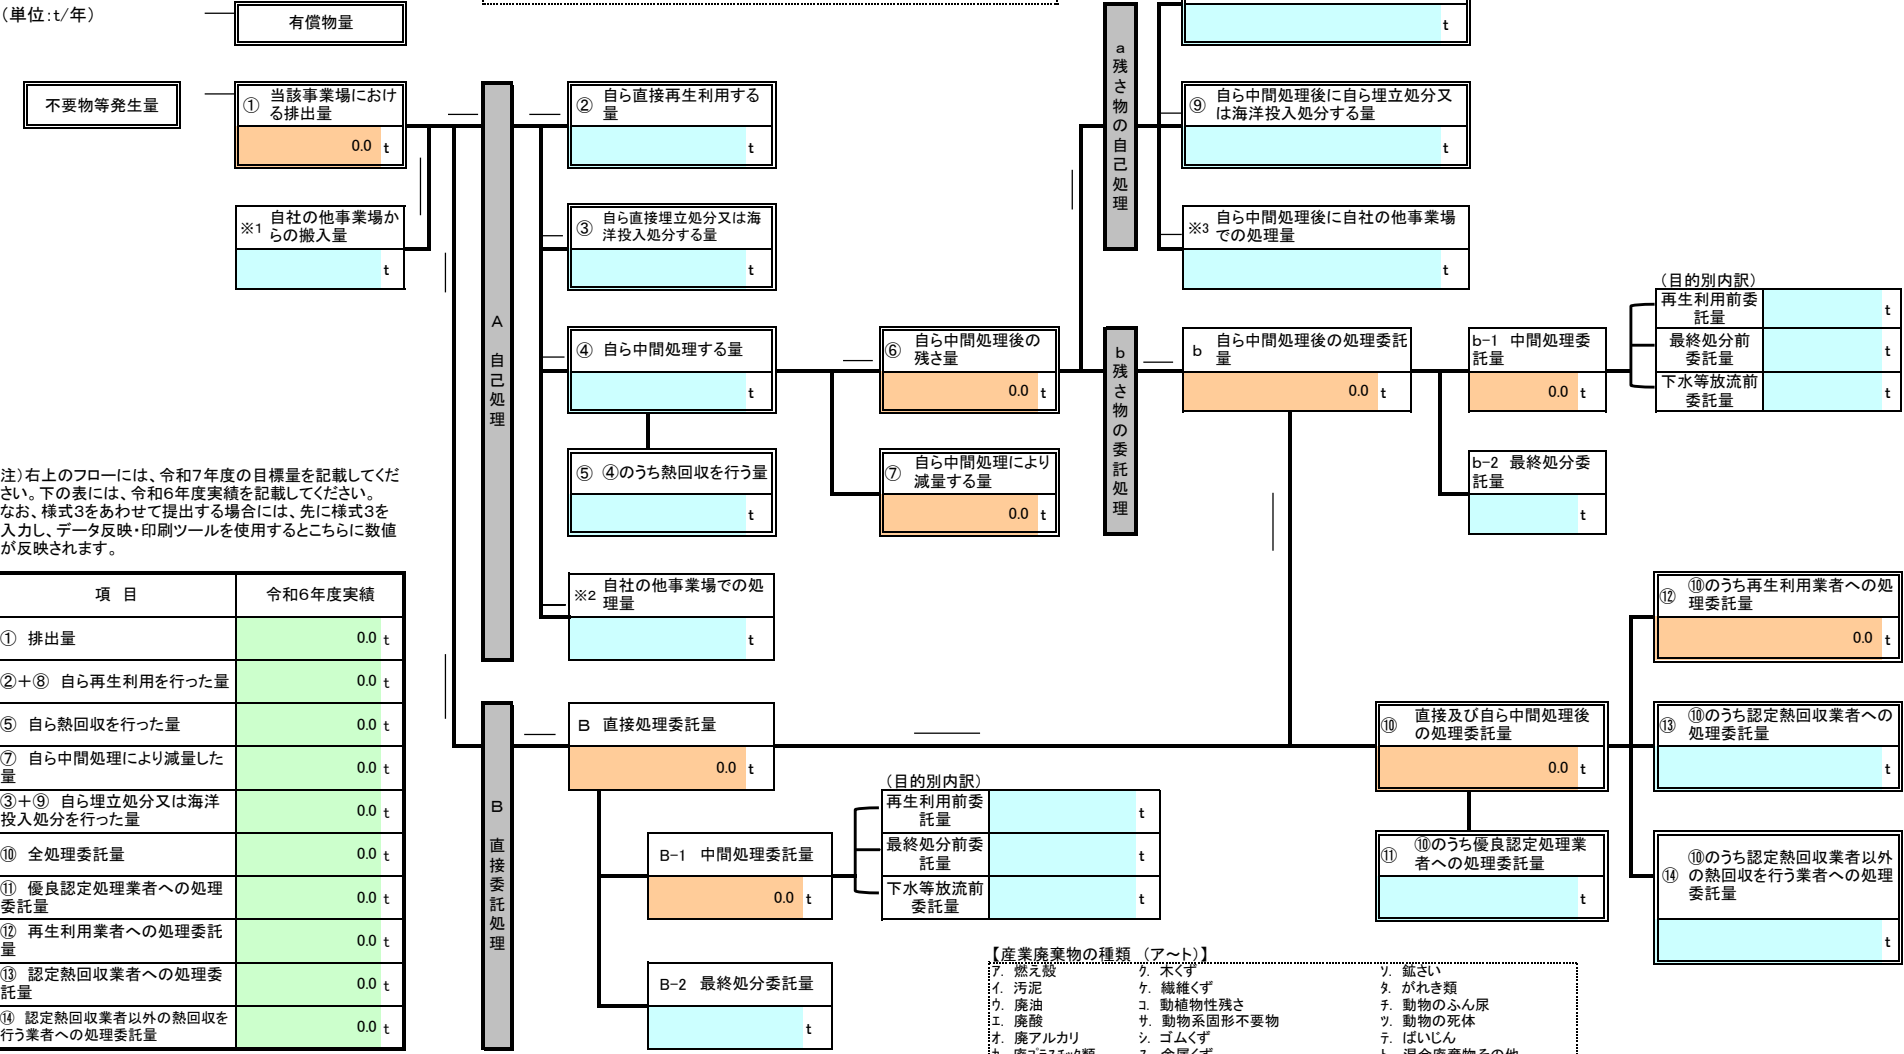 (単位:t/年)
有償物量
t
不要物等発生量
① 当該事業場におけ
る排出量
0.0 t
※1 自社の他事業場か
らの搬入量
t
A 自己処理
② 自ら直接再生利用する
量
t
③ 自ら直接埋立処分又は海
洋投入処分する量
t
④ 自ら中間処理する量
t
⑤ ④のうち熱回収を行う量
t
※2 自社の他事業場での処
理量
t
⑥ 自ら中間処理後の
残さ量
0.0 t
⑦ 自ら中間処理により
減量する量
0.0 t
a残さ物の自己処理
⑨ 自ら中間処理後に自ら埋立処分又
は海洋投入処分する量
t
※3 自ら中間処理後に自社の他事業場
での処理量
t
b残さ物の委託処理
b 自ら中間処理後の処理委託
量
0.0 t
b-1 中間処理委
託量
0.0 t
(目的別内訳)
再生利用前委
託量
t
最終処分前
委託量
t
下水等放流前
委託量
t
b-2 最終処分委
託量
t
注)右上のフローには、令和7年度の目標量を記載してくだ
さい。下の表には、令和6年度実績を記載してください。
なお、様式3をあわせて提出する場合には、先に様式3を
入力し、データ反映・印刷ツールを使用するとこちらに数値
が反映されます。
項 目 令和6年度実績
① 排出量 0.0 t
②+⑧ 自ら再生利用を行った量 0.0 t
⑤ 自ら熱回収を行った量 0.0 t
⑦ 自ら中間処理により減量した
量 0.0 t
③+⑨ 自ら埋立処分又は海洋
投入処分を行った量 0.0 t
⑩ 全処理委託量 0.0 t
⑪ 優良認定処理業者への処理
委託量 0.0 t
⑫ 再生利用業者への処理委託
量 0.0 t
⑬ 認定熱回収業者への処理委
託量 0.0 t
⑭ 認定熱回収業者以外の熱回収を
行う業者への処理委託量 0.0 t
B 直接委託処理
B 直接処理委託量
0.0 t
B-1 中間処理委託量
0.0 t
(目的別内訳)
再生利用前委
託量
t
最終処分前委
託量
t
下水等放流前
委託量
t
B-2 最終処分委託量
t
⑩ 直接及び自ら中間処理後
の処理委託量
0.0 t
⑪ ⑩のうち優良認定処理業
者への処理委託量
t
⑫ ⑩のうち再生利用業者への処
理委託量
0.0 t
⑬ ⑩のうち認定熱回収業者への
処理委託量
t
⑭ ⑩のうち認定熱回収業者以外
の熱回収を行う業者への処理
委託量
t
【産業廃棄物の種類 (ア~ト)】
ア. 燃え殻 ク. 木くず ソ. 鉱さい
イ. 汚泥 ケ. 繊維くず タ. がれき類
ウ. 廃油 コ. 動植物性残さ チ. 動物のふん尿
エ. 廃酸 サ. 動物系固形不要物 ツ. 動物の死体
オ. 廃アルカリ シ. ゴムくず テ. ばいじん
カ. 廃プラスチック類 ス. 金属くず ト. 混合廃棄物その他